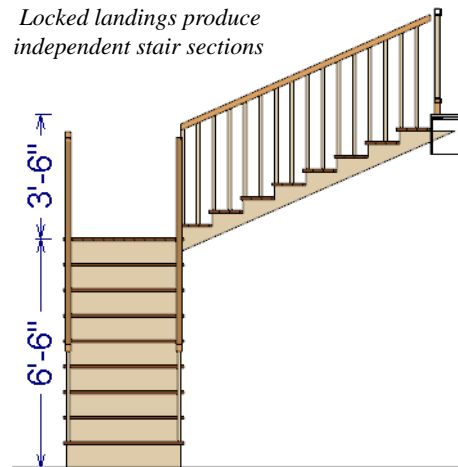 Locked landings produce
independent stair sections
3'-6"
6'-6"